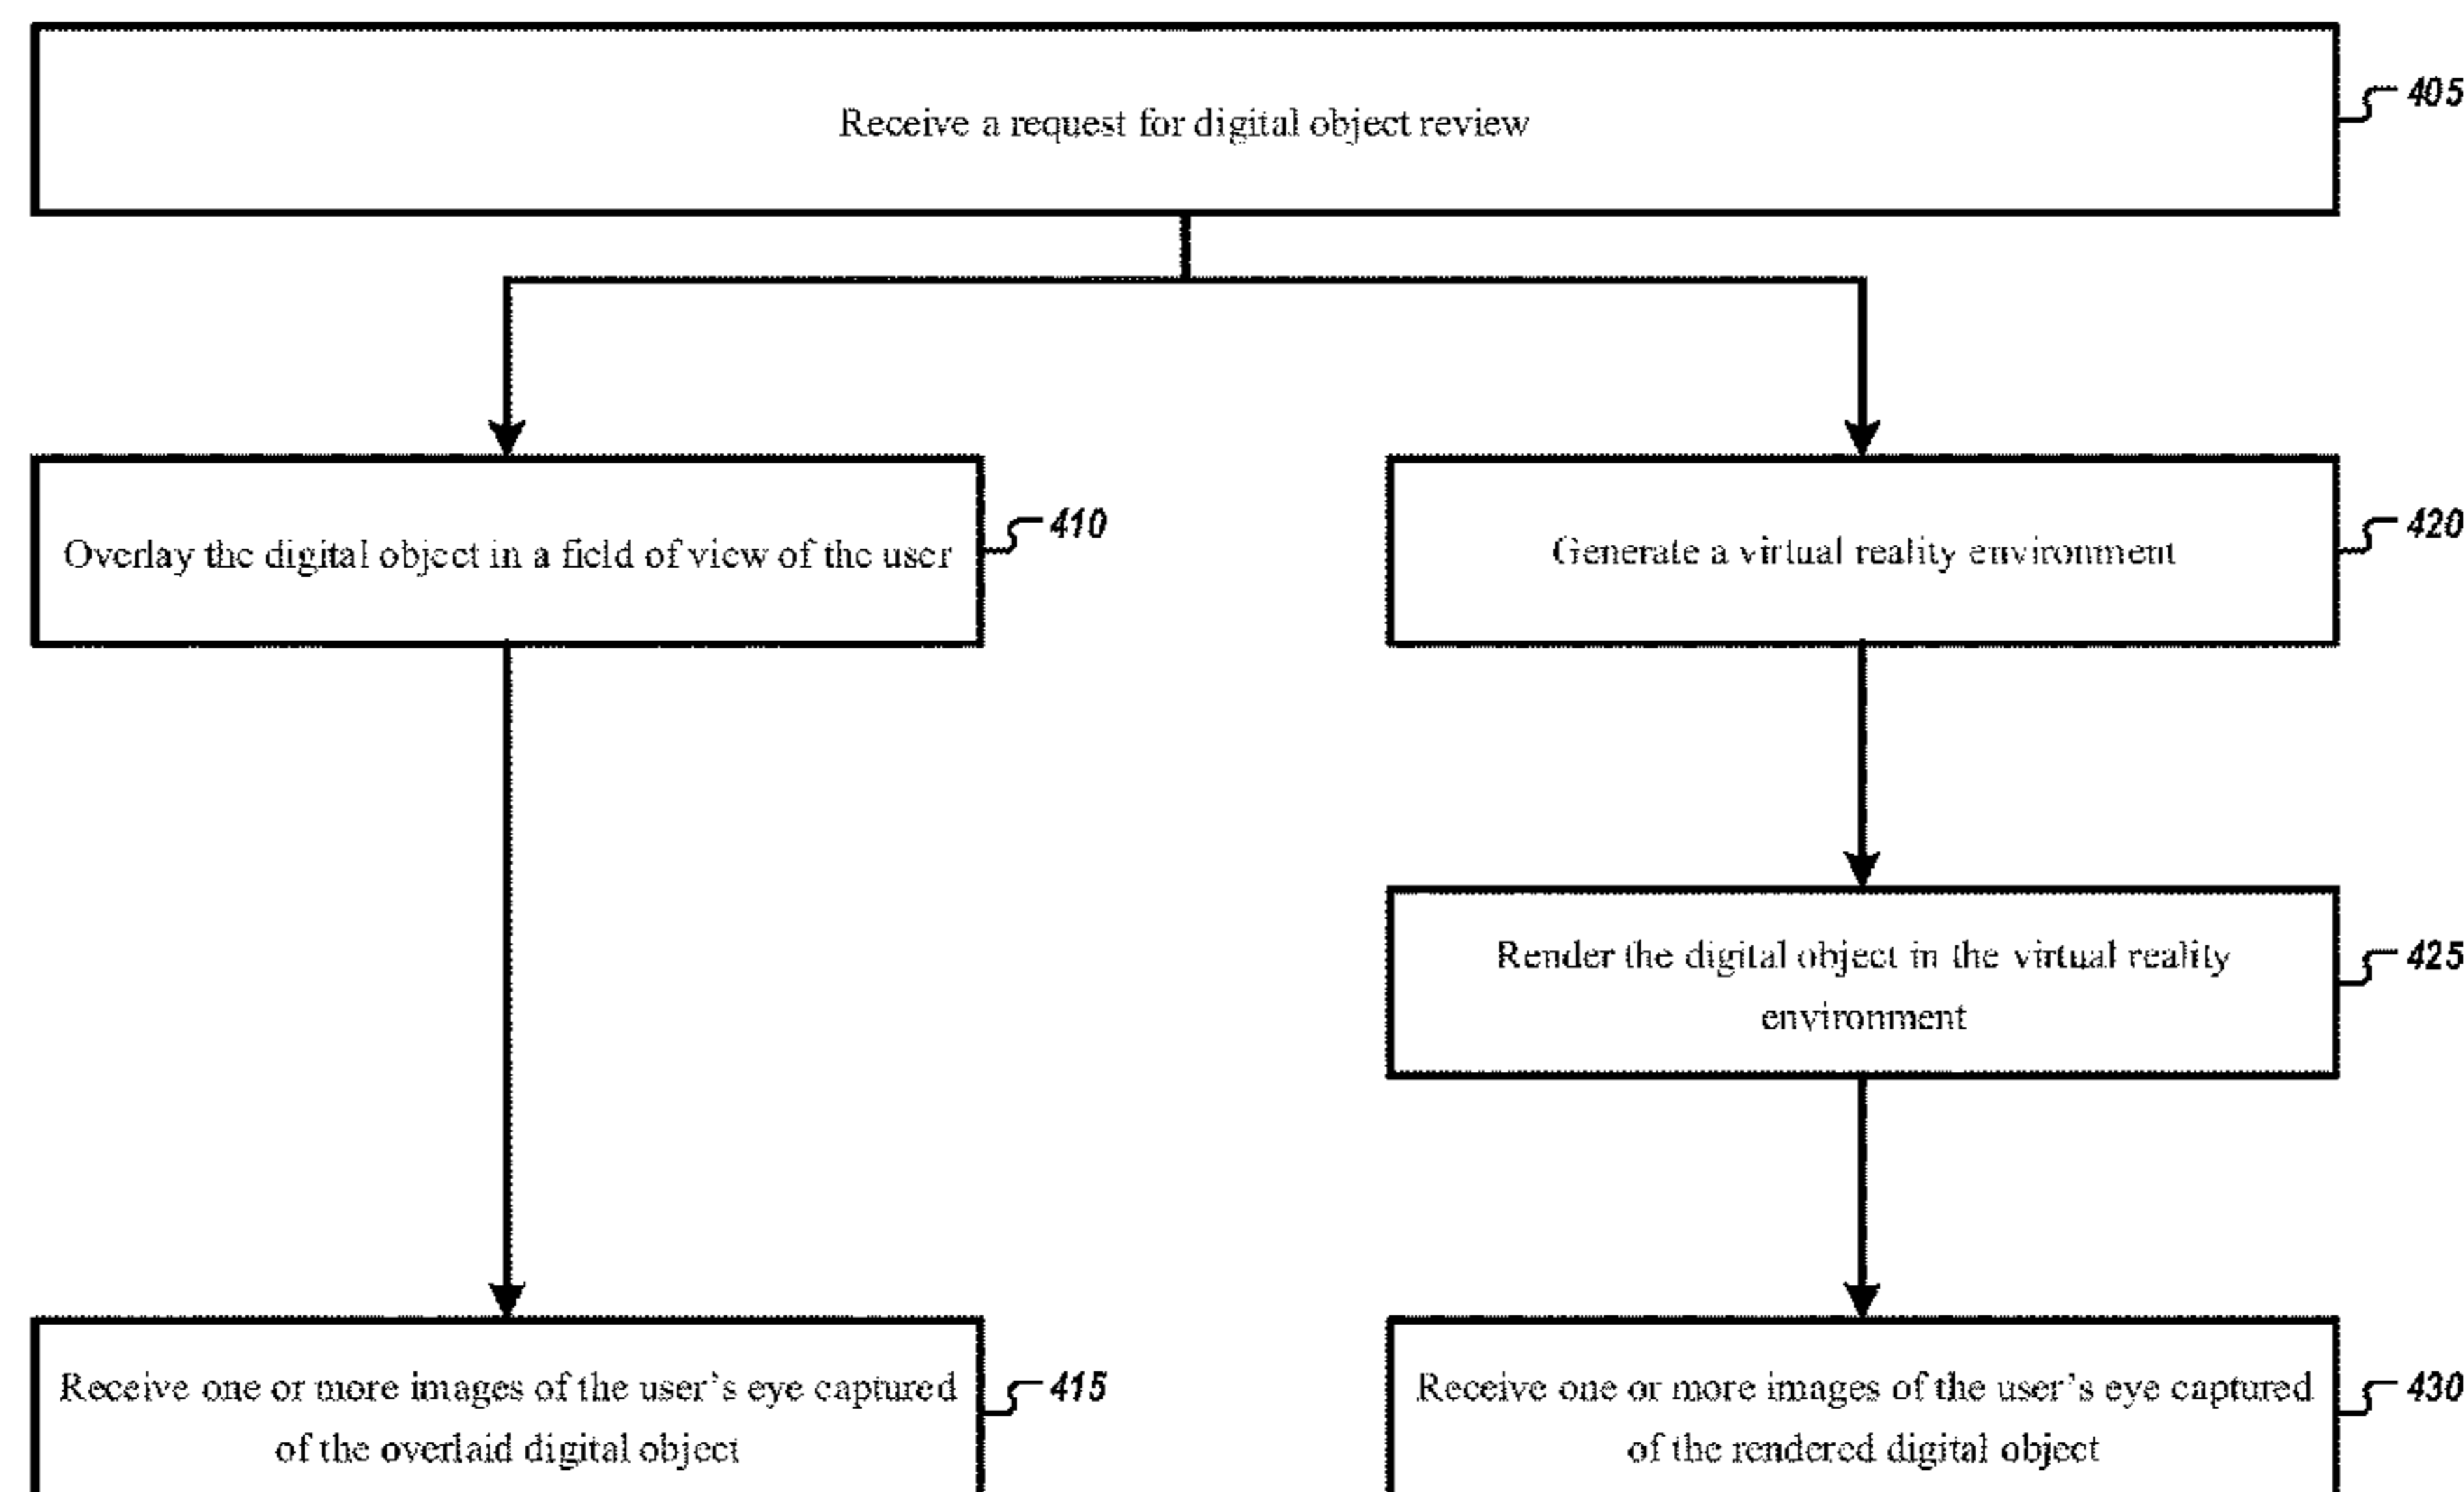 Receive a request for digital object review
405
Overlay the digital object in a field of view of the user
410
Generate a virtual reality environment
420
Render the digital object in the virtual reality
environment
425
Receive one or more images of the user's eye captured
of the overlaid digital object
415
Receive one or more images of the user's eye captured
of the rendered digital object
430